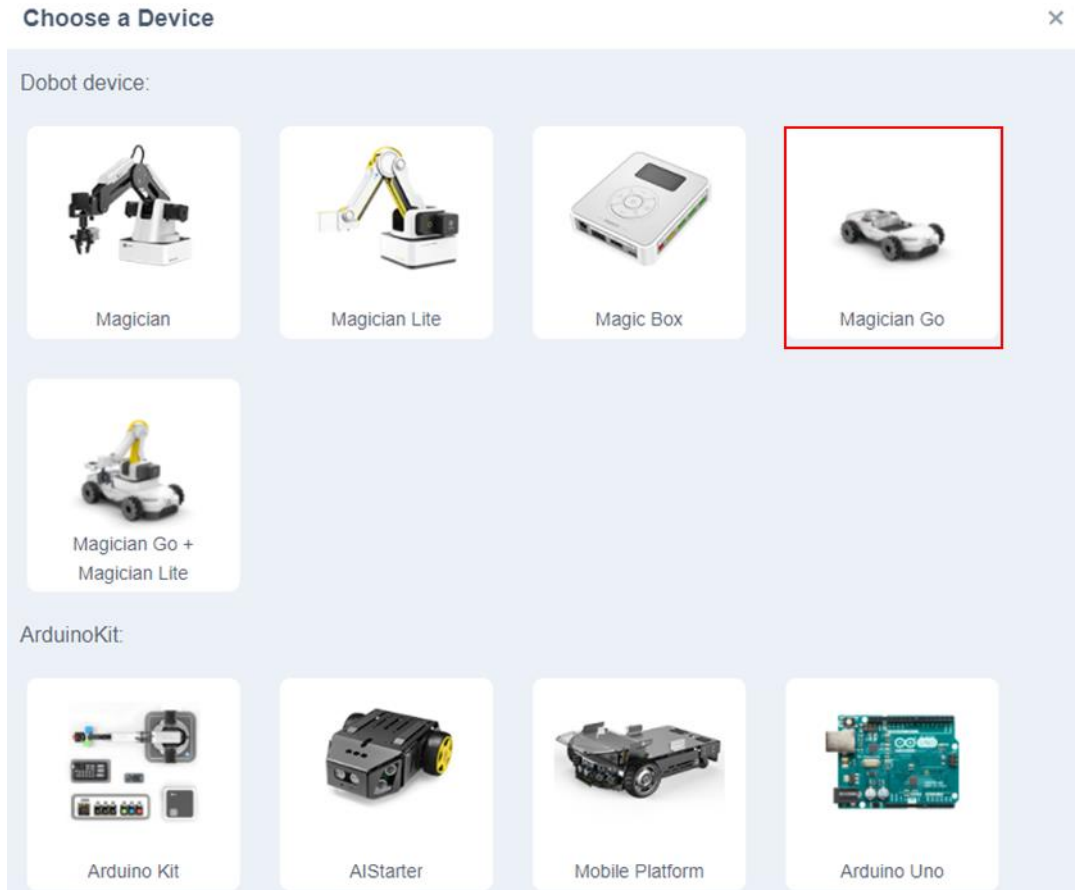 Choose a Device
×
Dobot device:
Magician
Magician Lite
Magic Box
Magician Go
Magician Go +
Magician Lite
ArduinoKit:
Arduino Kit
AIStarter
Mobile Platform
Arduino Uno